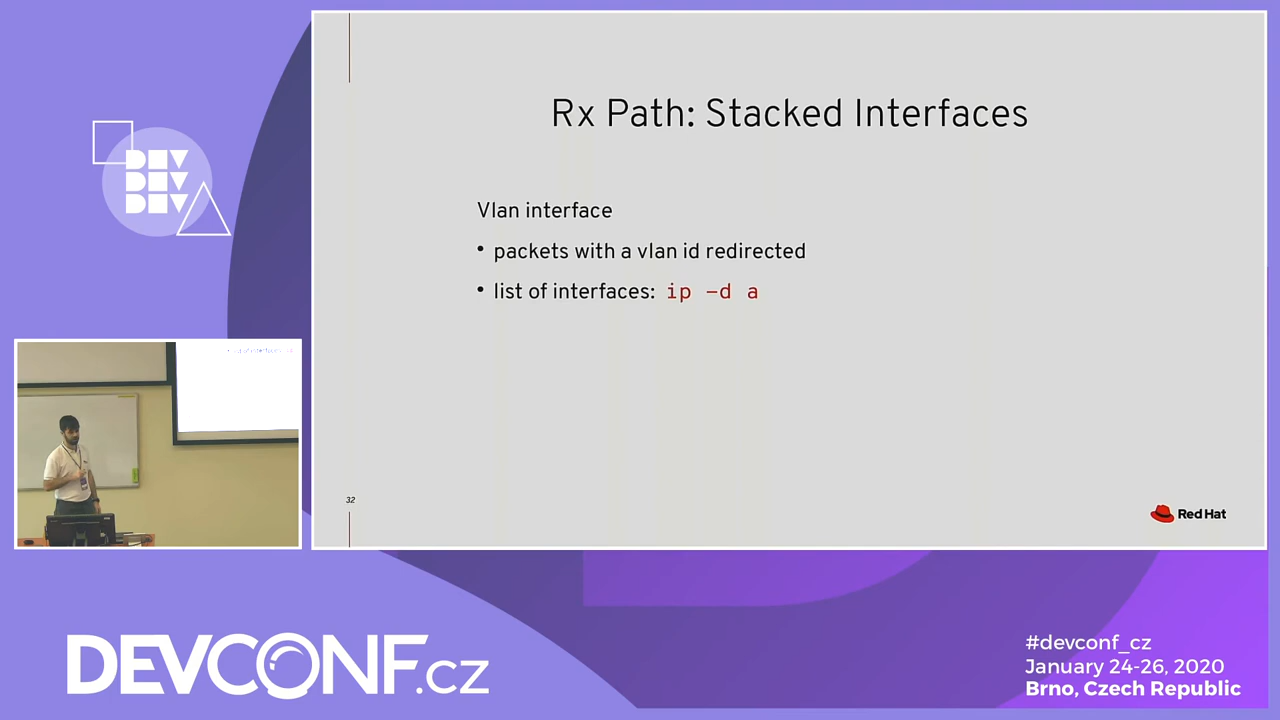 DEV
DEV
DEV
Rx Path: Stacked Interfaces
Vlan interface
• packets with a vlan id redirected
• list of interfaces: ip -d a
32
Red Hat
DEVCONF.cz
#devconf_cz
January 24-26, 2020
Brno, Czech Republic